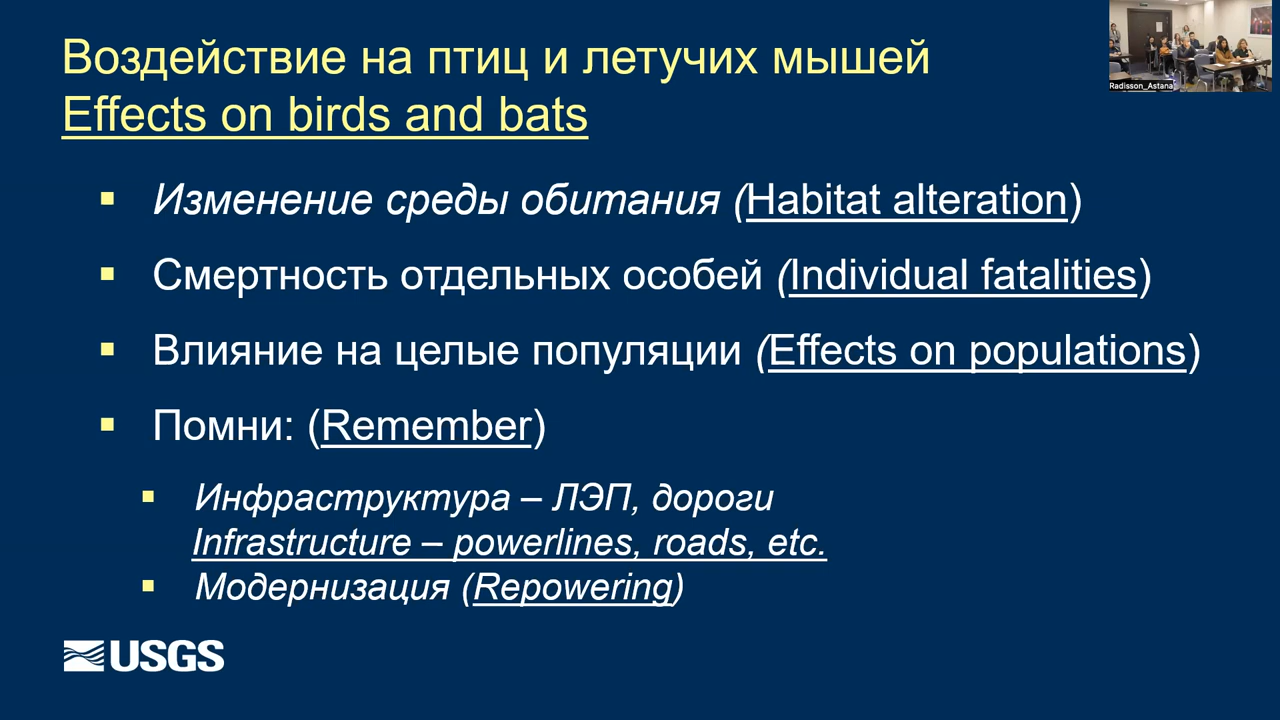 Воздействие на птиц и летучих мышей
Effects on birds and bats
Radisson_Astana
▪ Изменение среды обитания (Habitat alteration)
▪ Смертность отдельных особей (Individual fatalities)
▪ Влияние на целые популяции (Effects on populations)
▪ Помни: (Remember)
▪ Инфраструктура – ЛЭП, дороги
Infrastructure – powerlines, roads, etc.
▪ Модернизация (Repowering)
USGS